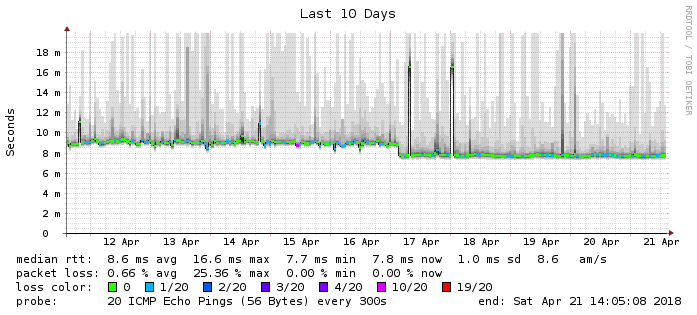 Last 10 Days
RRDTOOL / TOBI OETIKER
Seconds
18 m
16 m
14 m
12 m
10 m
8 m
6 m
4 m
2 m
0
12 Apr 13 Apr 14 Apr 15 Apr 16 Apr 17 Apr 18 Apr 19 Apr 20 Apr 21 Apr
median rtt: 8.6 ms avg 16.6 ms max 7.7 ms min 7.8 ms now 1.0 ms sd 8.6 am/s
packet loss: 0.66 % avg 25.36 % max 0.00 % min 0.00 % now
loss color: 0 1/20 2/20 3/20 4/20 10/20 19/20
probe: 20 ICMP Echo Pings (56 Bytes) every 300s end: Sat Apr 21 14:05:08 2018